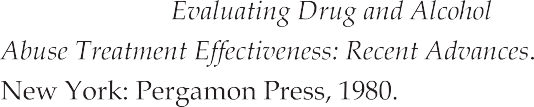 Evaluating Drug and Alcohol
Abuse Treatment Effectiveness: Recent Advances.
New York: Pergamon Press, 1980.